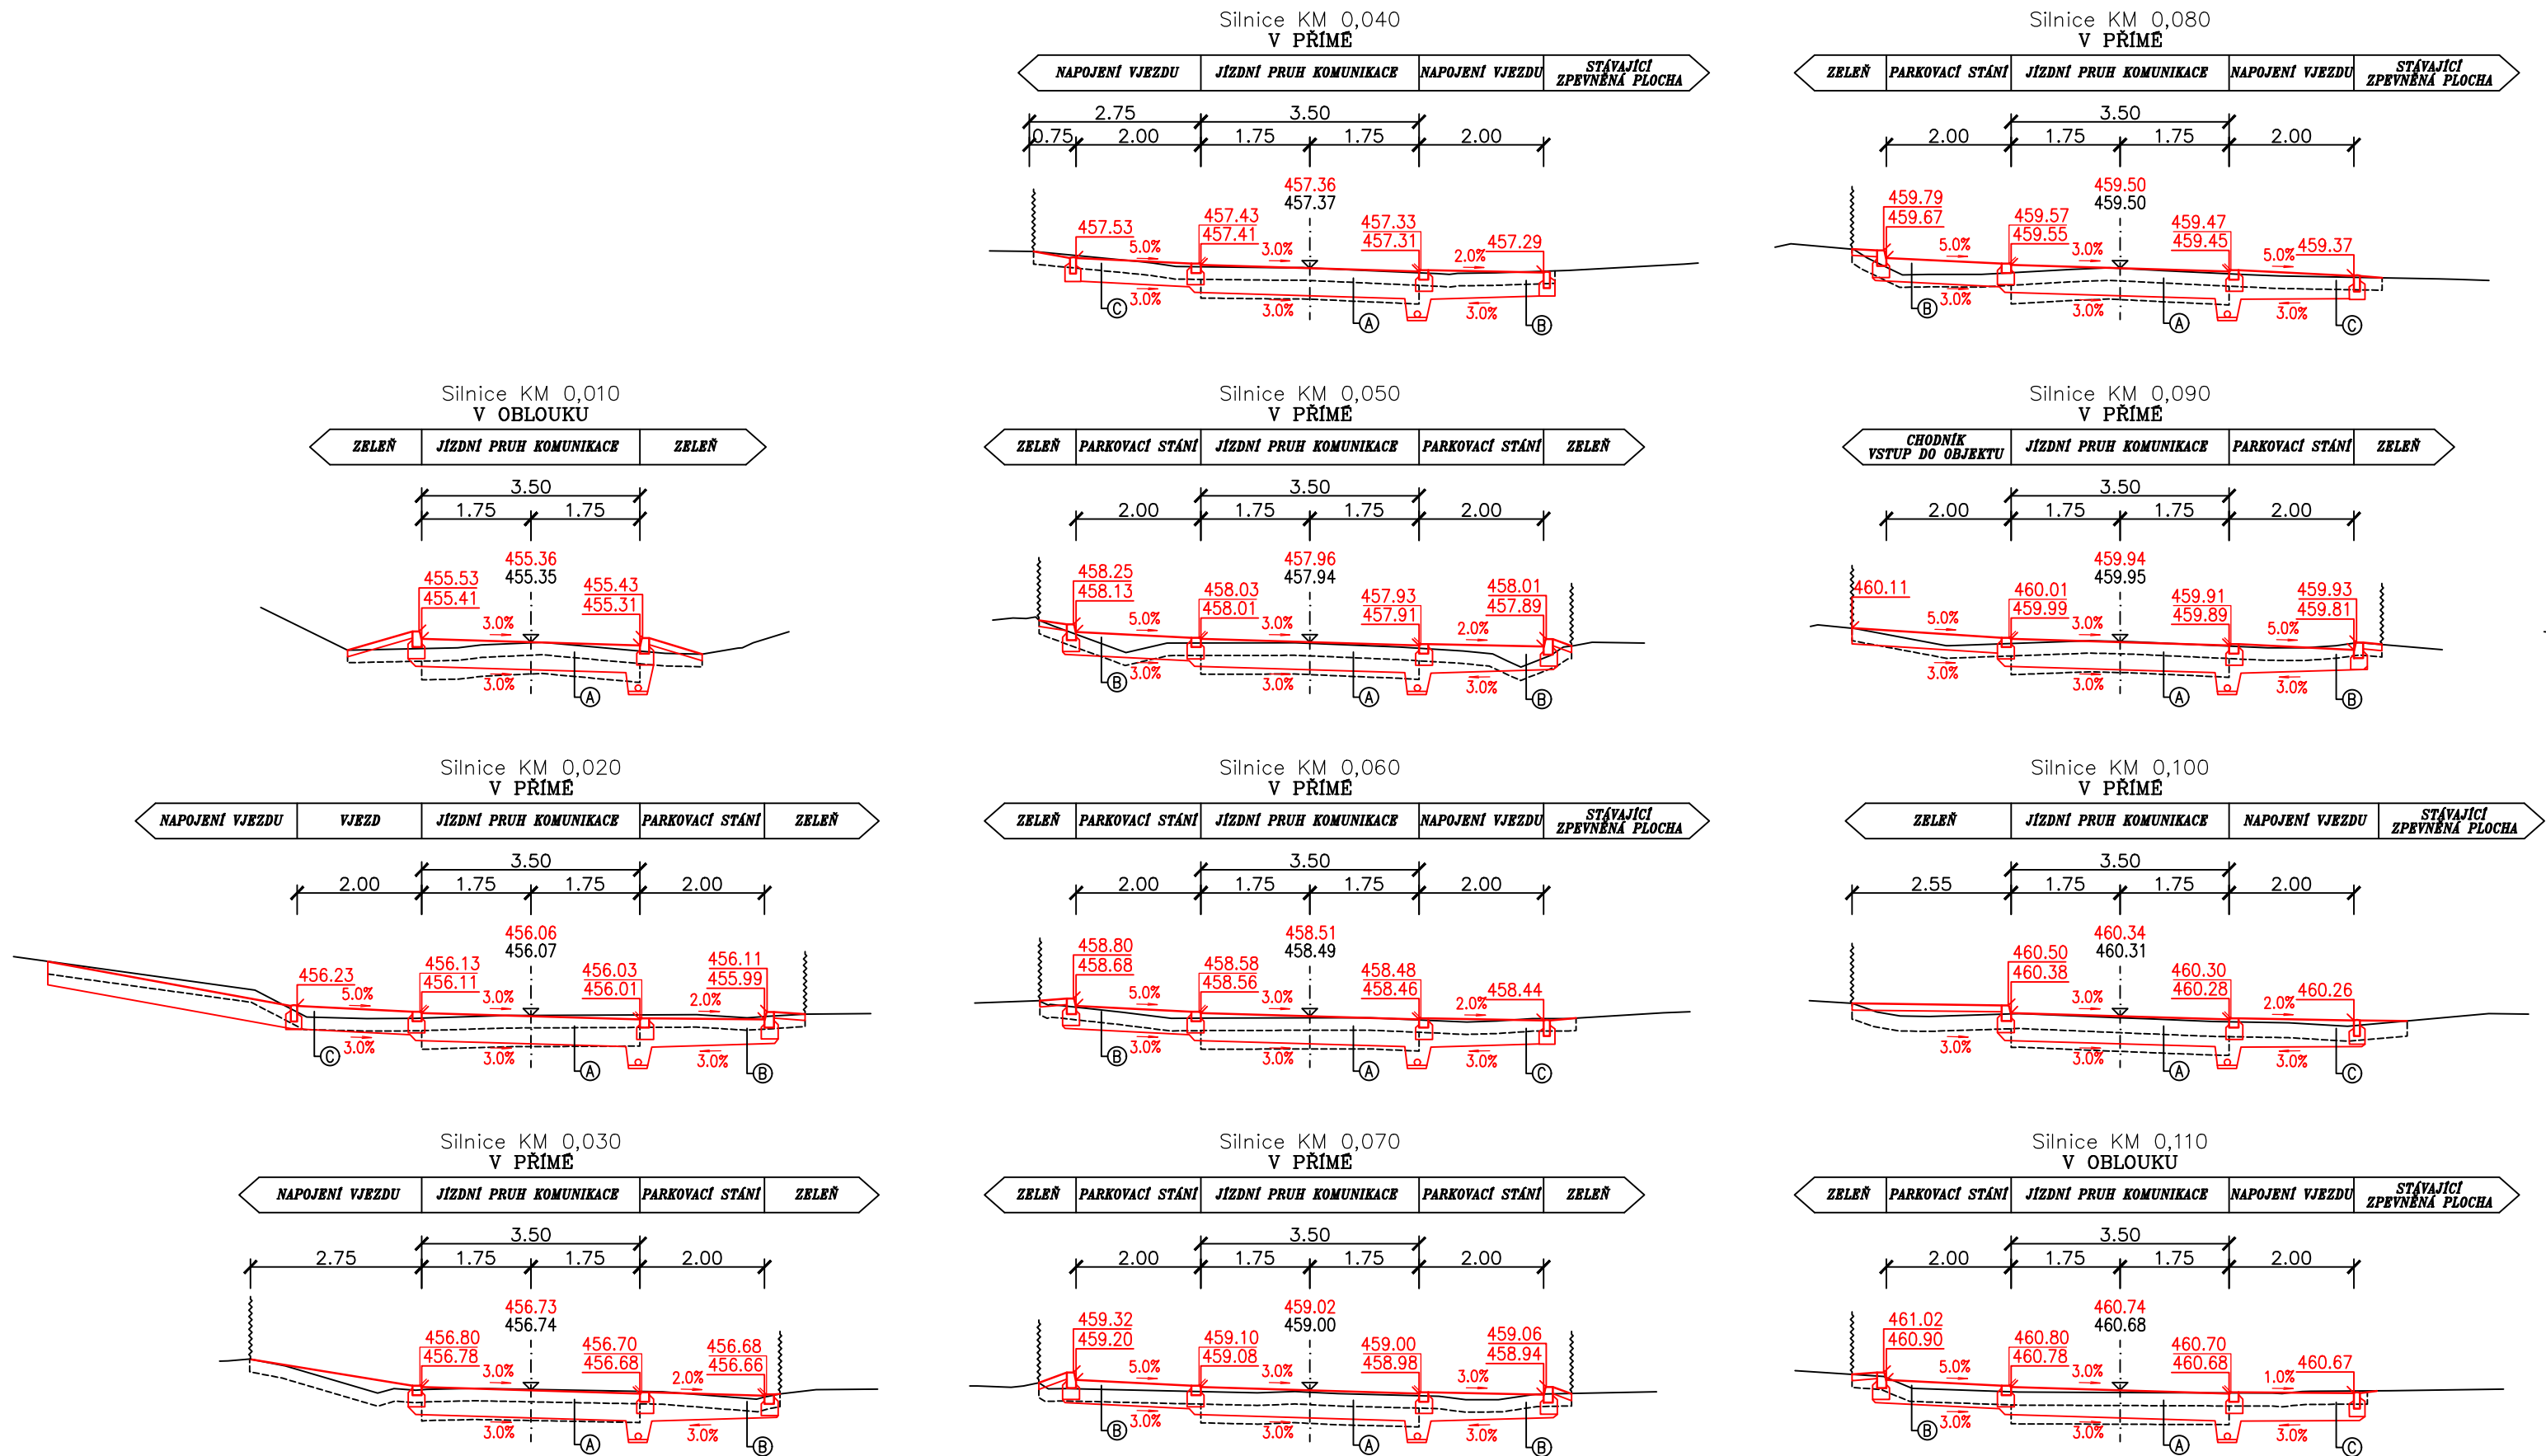 Silnice KM 0,040
V PŘÍMÉ
NAPOJENÍ VJEZDU JÍZDNÍ PRUH KOMUNIKACE NAPOJENÍ VJEZDU STÁVAJÍCÍ ZPEVNĚNÁ PLOCHA
2.75 3.50
0.75 2.00 1.75 1.75 2.00
457.36
457.37
457.53 457.43 457.33 457.29
457.41 457.31
5.0% 3.0% 2.0%
3.0% 3.0% 3.0%
C A B
Silnice KM 0,080
V PŘÍMÉ
ZELEŇ PARKOVACÍ STÁNÍ JÍZDNÍ PRUH KOMUNIKACE NAPOJENÍ VJEZDU STÁVAJÍCÍ ZPEVNĚNÁ PLOCHA
3.50
2.00 1.75 1.75 2.00
459.50
459.50
459.79 459.57 459.47 459.37
459.67 459.55 459.45
5.0% 3.0% 5.0%
3.0% 3.0% 3.0%
B A C
Silnice KM 0,010
V OBLOUKU
ZELEŇ JÍZDNÍ PRUH KOMUNIKACE ZELEŇ
3.50
1.75 1.75
455.36
455.35
455.53 455.43
455.41 455.31
3.0%
3.0%
A
Silnice KM 0,050
V PŘÍMÉ
ZELEŇ PARKOVACÍ STÁNÍ JÍZDNÍ PRUH KOMUNIKACE PARKOVACÍ STÁNÍ ZELEŇ
3.50
2.00 1.75 1.75 2.00
457.96
457.94
458.25 458.03 457.93 458.01
458.13 458.01 457.91 457.89
5.0% 3.0% 2.0%
3.0% 3.0% 3.0%
B A B
Silnice KM 0,090
V PŘÍMÉ
CHODNÍK VSTUP DO OBJEKTU JÍZDNÍ PRUH KOMUNIKACE PARKOVACÍ STÁNÍ ZELEŇ
3.50
2.00 1.75 1.75 2.00
459.94
459.95
460.11 460.01 459.91 459.93
459.99 459.89 459.81
5.0% 3.0% 5.0%
3.0% 3.0% 3.0%
A B
Silnice KM 0,020
V PŘÍMÉ
NAPOJENÍ VJEZDU VJEZD JÍZDNÍ PRUH KOMUNIKACE PARKOVACÍ STÁNÍ ZELEŇ
3.50
2.00 1.75 1.75 2.00
456.06
456.07
456.23 456.13 456.03 456.11
456.11 456.01 455.99
5.0% 3.0% 2.0%
3.0% 3.0% 3.0%
C A B
Silnice KM 0,060
V PŘÍMÉ
ZELEŇ PARKOVACÍ STÁNÍ JÍZDNÍ PRUH KOMUNIKACE NAPOJENÍ VJEZDU STÁVAJÍCÍ ZPEVNĚNÁ PLOCHA
3.50
2.00 1.75 1.75 2.00
458.51
458.49
458.80 458.58 458.48 458.44
458.68 458.56 458.46
5.0% 3.0% 2.0%
3.0% 3.0% 3.0%
B A C
Silnice KM 0,100
V PŘÍMÉ
ZELEŇ JÍZDNÍ PRUH KOMUNIKACE NAPOJENÍ VJEZDU STÁVAJÍCÍ ZPEVNĚNÁ PLOCHA
3.50
2.55 1.75 1.75 2.00
460.34
460.31
460.50 460.30 460.26
460.38 460.28
3.0% 2.0%
3.0% 3.0% 3.0%
A C
Silnice KM 0,030
V PŘÍMÉ
NAPOJENÍ VJEZDU JÍZDNÍ PRUH KOMUNIKACE PARKOVACÍ STÁNÍ ZELEŇ
3.50
2.75 1.75 1.75 2.00
456.73
456.74
456.80 456.70 456.68
456.78 456.68 456.66
3.0% 2.0%
3.0% 3.0%
A B
Silnice KM 0,070
V PŘÍMÉ
ZELEŇ PARKOVACÍ STÁNÍ JÍZDNÍ PRUH KOMUNIKACE PARKOVACÍ STÁNÍ ZELEŇ
3.50
2.00 1.75 1.75 2.00
459.02
459.00
459.32 459.10 459.00 459.06
459.20 459.08 458.98 458.94
5.0% 3.0% 3.0%
3.0% 3.0% 3.0%
B A B
Silnice KM 0,110
V OBLOUKU
ZELEŇ PARKOVACÍ STÁNÍ JÍZDNÍ PRUH KOMUNIKACE NAPOJENÍ VJEZDU STÁVAJÍCÍ ZPEVNĚNÁ PLOCHA
3.50
2.00 1.75 1.75 2.00
460.74
460.68
461.02 460.80 460.70 460.67
460.90 460.78 460.68
5.0% 3.0% 1.0%
3.0% 3.0% 3.0%
B A C